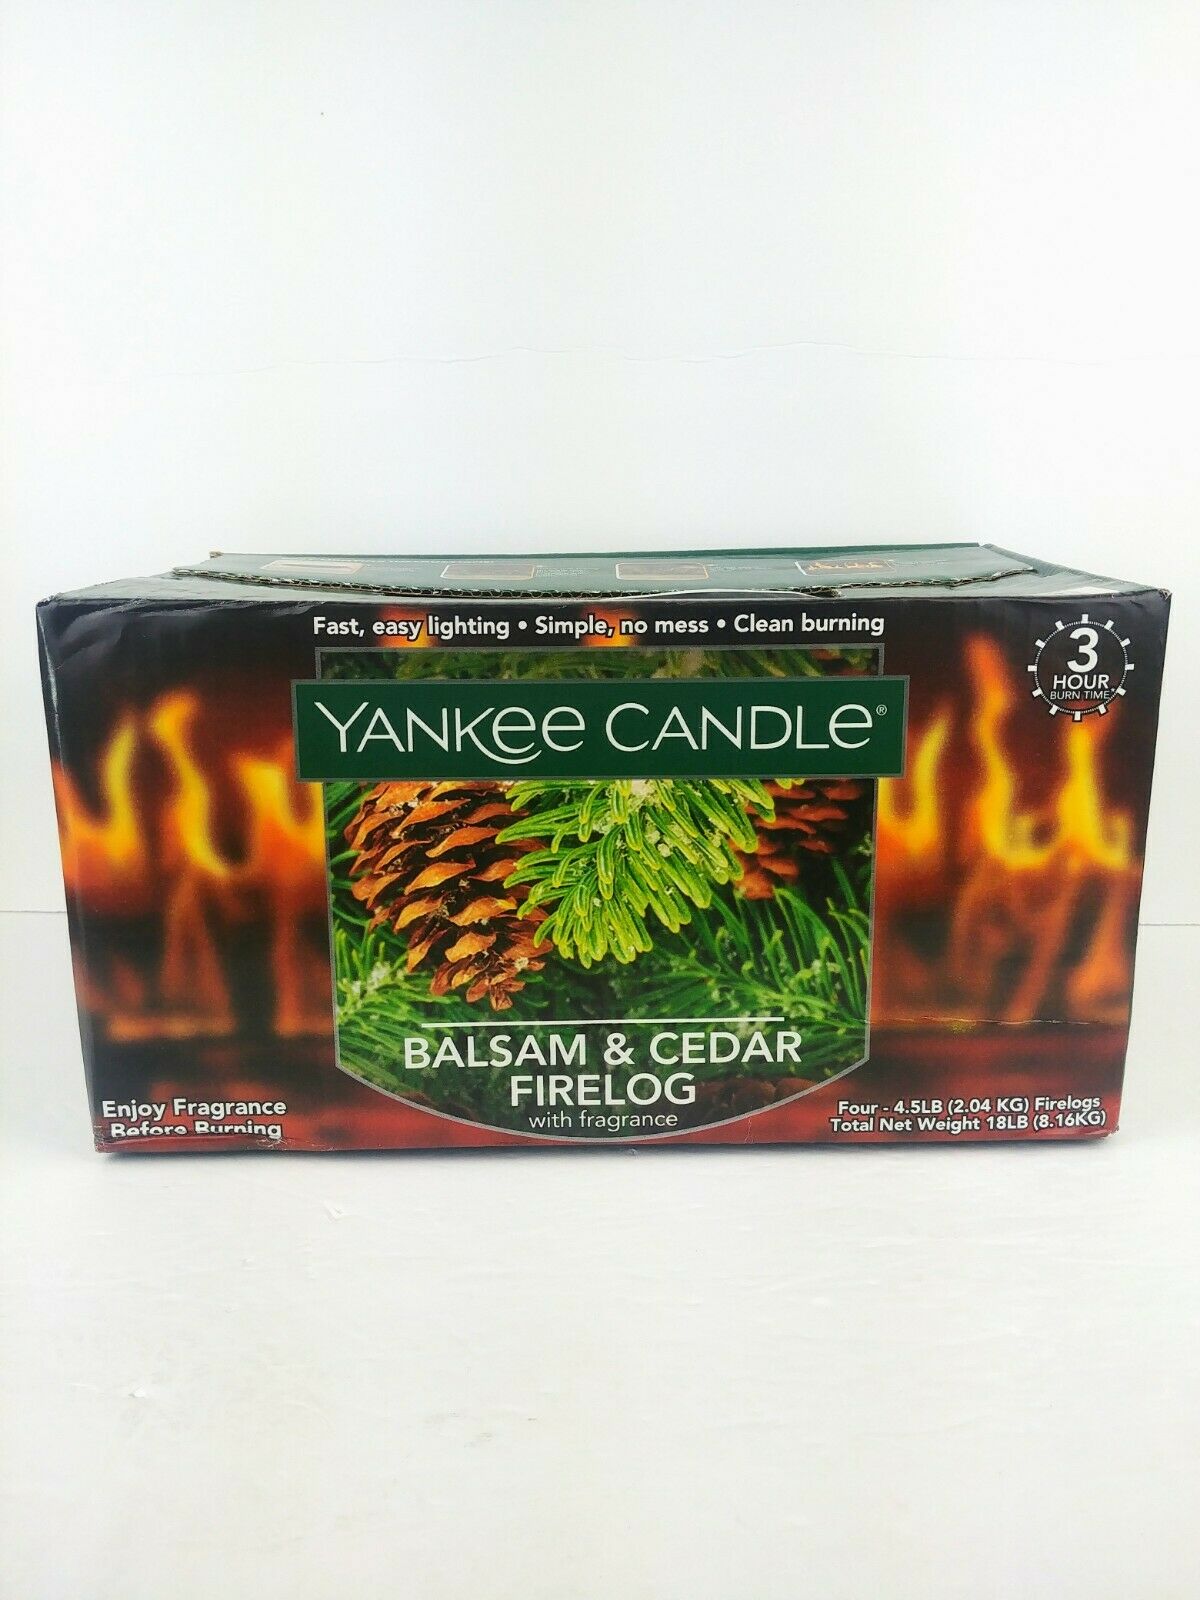 Fast, easy lighting • Simple, no mess • Clean burning
3
HOUR
BURN TIME*
YANKEE CANDLE®
BALSAM & CEDAR
FIRELOG
with fragrance
Enjoy Fragrance
Before Burning
Four - 4.5LB (2.04 KG) Firelogs
Total Net Weight 18LB (8.16KG)